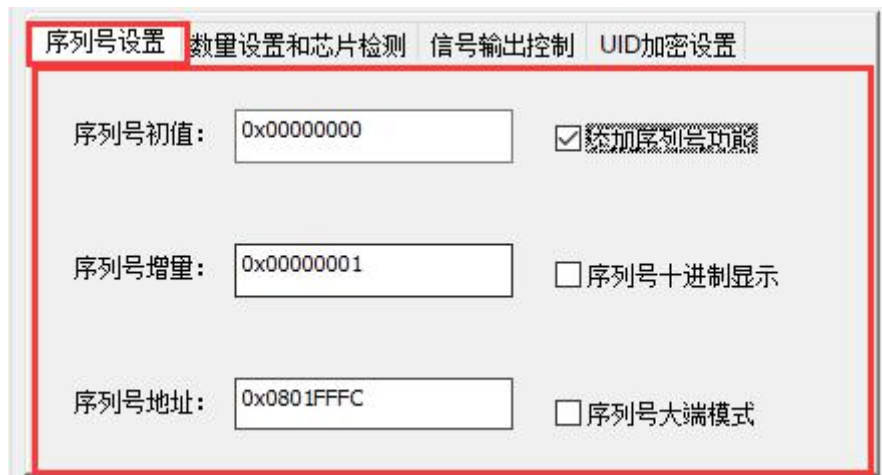 序列号设置 数量设置和芯片检测 信号输出控制 UID加密设置
序列号初值： 0x00000000 添加序列号功能
序列号增量： 0x00000001 序列号十进制显示
序列号地址： 0x0801FFFC 序列号大端模式